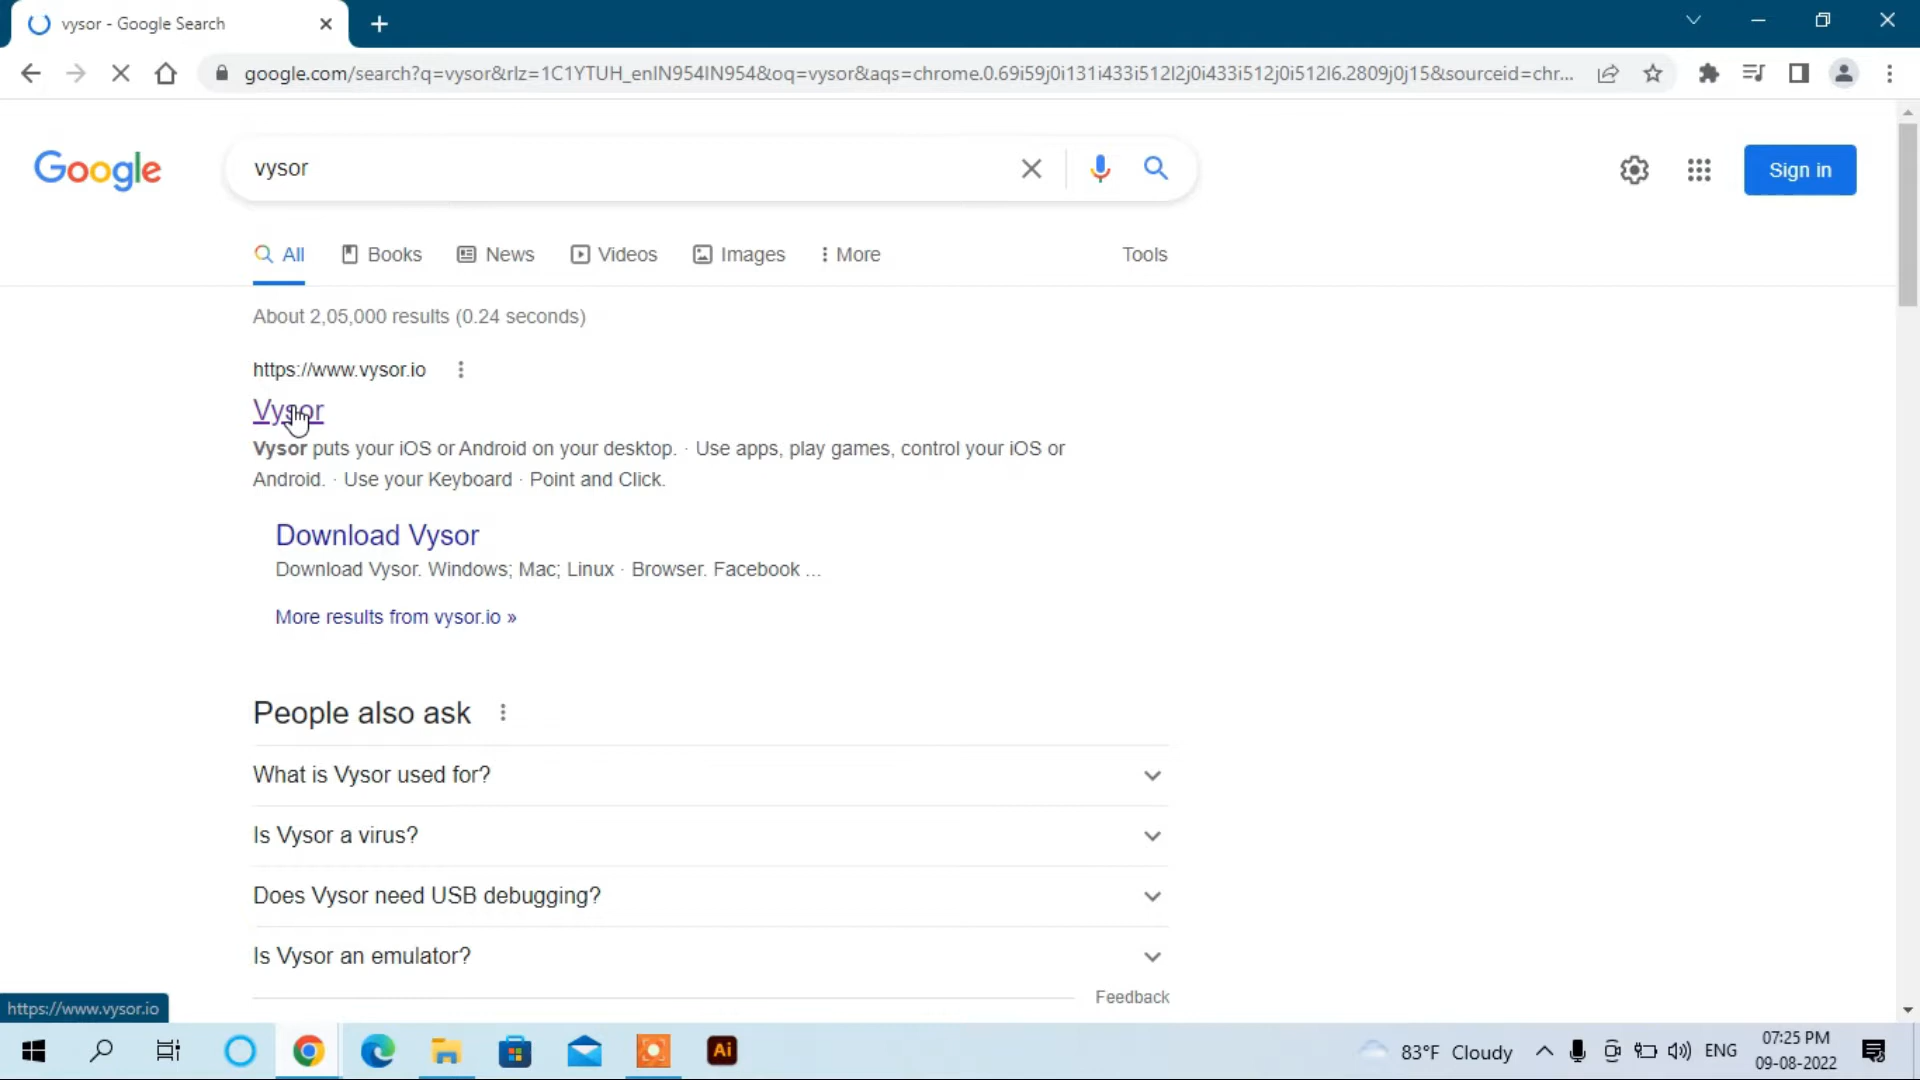 vysor - Google Search
google.com/search?q=vysor&rlz=1C1YTUH_enIN954IN954&oq=vysor&aqs=chrome.0.69i59j0i131i433i512l2j0i433i512j0i512l6.2809j0j15&sourceid=chr...
Google
vysor
Sign in
All
Books
News
Videos
Images
More
Tools
About 2,05,000 results (0.24 seconds)
https://www.vysor.io
Vysor
Vysor puts your iOS or Android on your desktop. · Use apps, play games, control your iOS or
Android. · Use your Keyboard · Point and Click.
Download Vysor
Download Vysor. Windows; Mac; Linux · Browser. Facebook ...
More results from vysor.io »
People also ask
What is Vysor used for?
Is Vysor a virus?
Does Vysor need USB debugging?
Is Vysor an emulator?
Feedback
https://www.vysor.io
Ai
83°F Cloudy
ENG
07:25 PM
09-08-2022